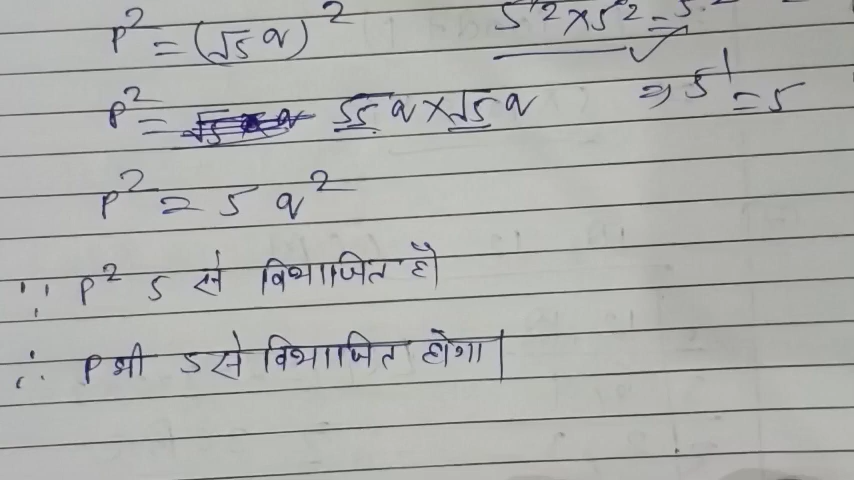 p² = (√5 q)²
5^1/2 × 5^1/2 = 5
p² = √5 q × √5 q
⇒ 5¹ = 5
p² = 5 q²
∵ p² 5 से विभाजित है
∴ p भी 5 से विभाजित होगा|